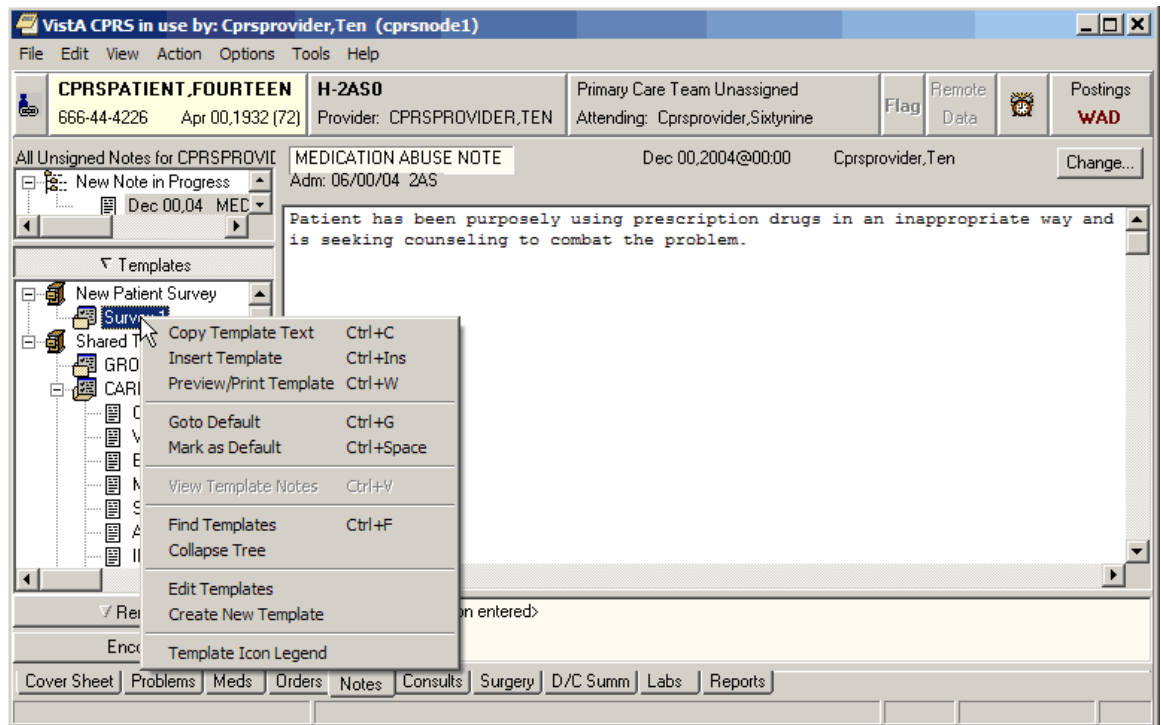 VistA CPRS in use by: Cprsprovider,Ten (cprsnode1)
File Edit View Action Options Tools Help
CPRSPATIENT,FOURTEEN
666-44-4226 Apr 00,1932 (72)
H-2AS0
Provider: CPRSPROVIDER,TEN
Primary Care Team Unassigned
Attending: Cprsprovider,Sixtynine
Flag
Remote
Data
Postings
WAD
All Unsigned Notes for CPRSPROVIE
New Note in Progress
Dec 00,04 MED
MEDICATION ABUSE NOTE Dec 00,2004@00:00 Cprsprovider,Ten Change...
Adm: 06/00/04 2AS
Patient has been purposely using prescription drugs in an inappropriate way and
is seeking counseling to combat the problem.
Templates
New Patient Survey
Survey 1
Shared T
GRO
CARI
Copy Template Text Ctrl+C
Insert Template Ctrl+Ins
Preview/Print Template Ctrl+W
Goto Default Ctrl+G
Mark as Default Ctrl+Space
View Template Notes Ctrl+V
Find Templates Ctrl+F
Collapse Tree
Edit Templates
Create New Template
Template Icon Legend
Rer
on entered>
Enco
Cover Sheet Problems Meds Orders Notes Consults Surgery D/C Summ Labs Reports